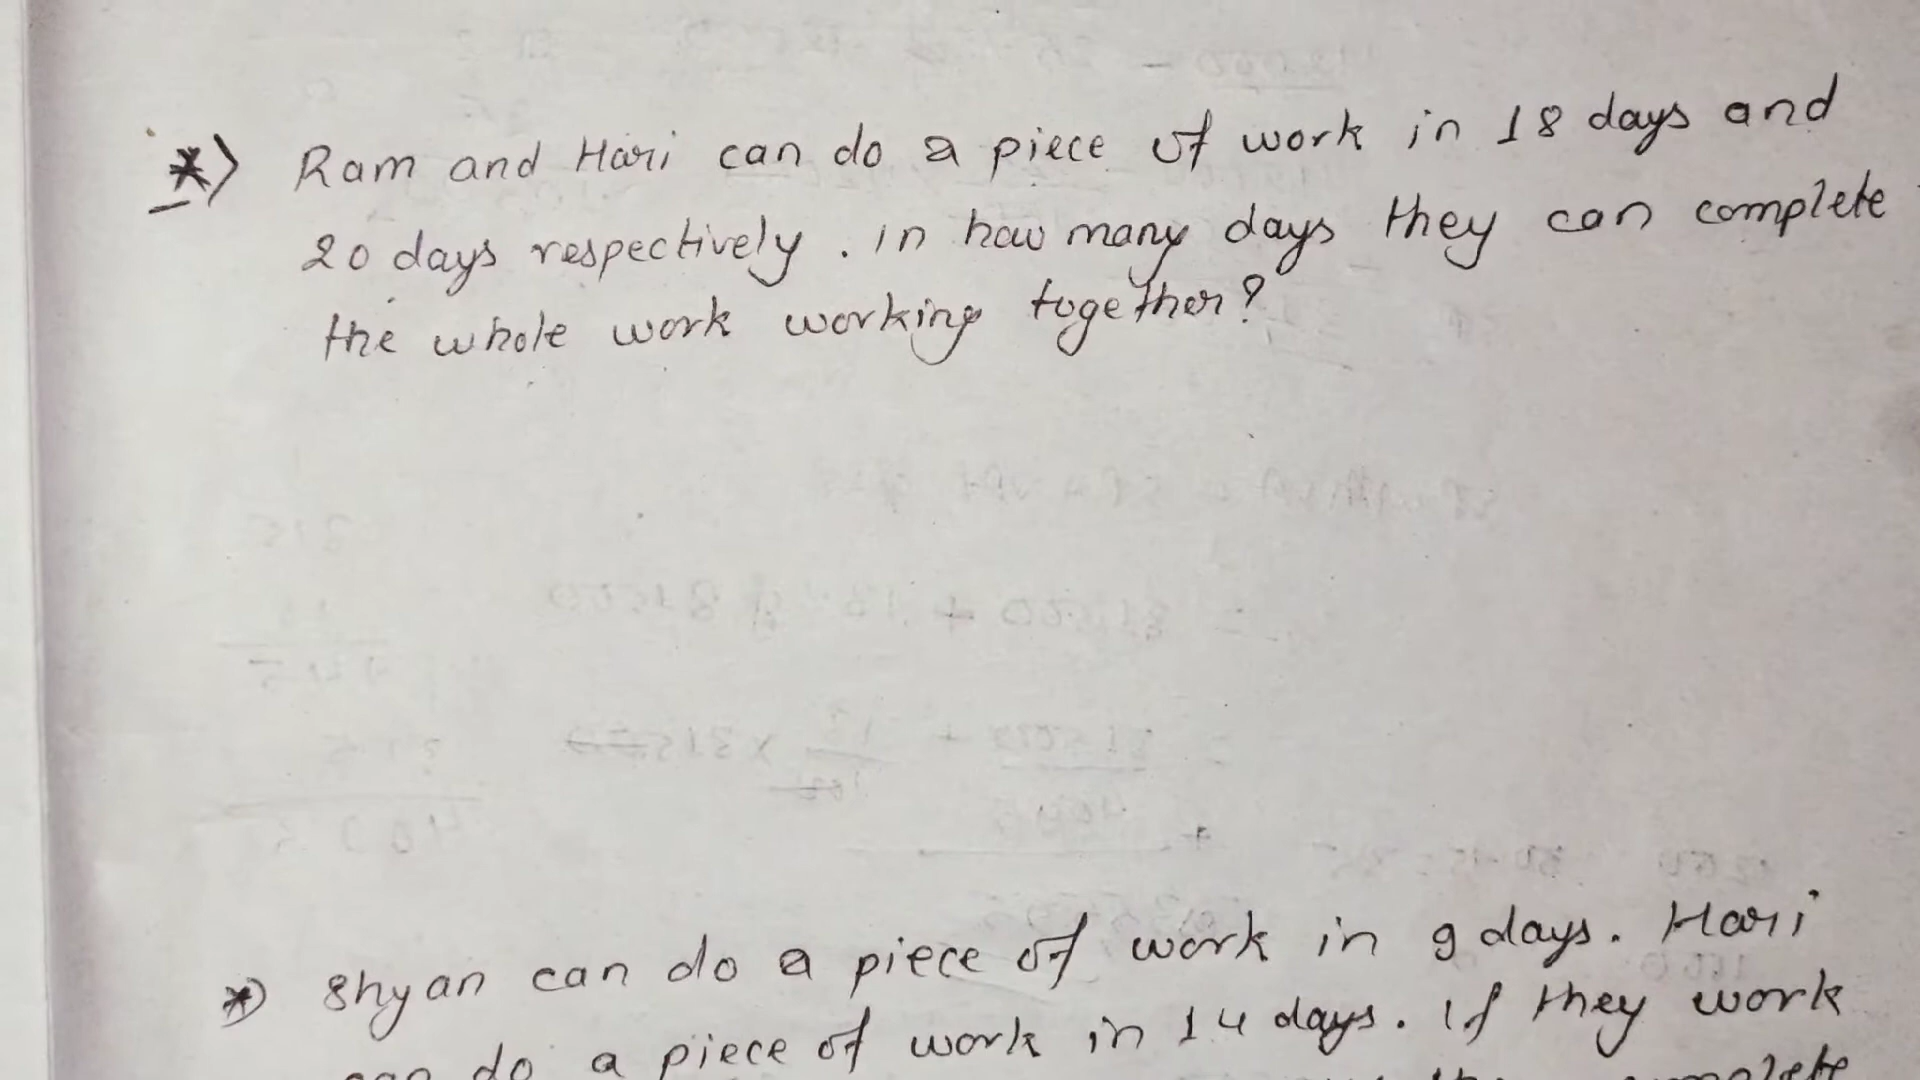 *) Ram and Hari can do a piece of work in 18 days and
20 days respectively. in how many days they can complete
the whole work working together?
*) Shyan can do a piece of work in 9 days. Hari
can do a piece of work in 14 days. if they work
complete